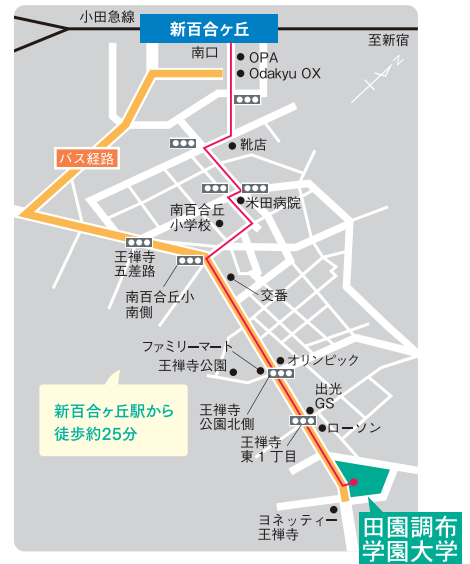 小田急線
新百合ヶ丘
至新宿
南口
OPA
Odakyu OX
N
靴店
バス経路
米田病院
南百合丘
小学校
王禅寺
五差路
南百合丘小
南側
交番
ファミリーマート
オリンピック
王禅寺公園
新百合ヶ丘駅から
徒歩約25分
王禅寺
公園北側
出光
GS
ローソン
王禅寺
東1丁目
ヨネッティー
王禅寺
田園調布
学園大学